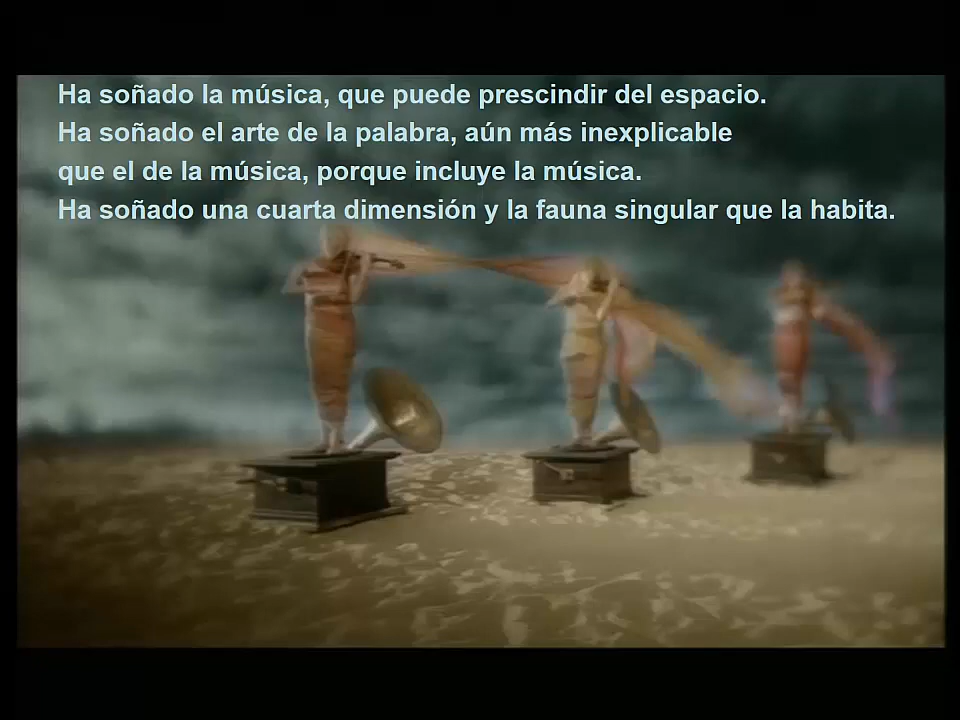 Ha soñado la música, que puede prescindir del espacio.
Ha soñado el arte de la palabra, aún más inexplicable
que el de la música, porque incluye la música.
Ha soñado una cuarta dimensión y la fauna singular que la habita.